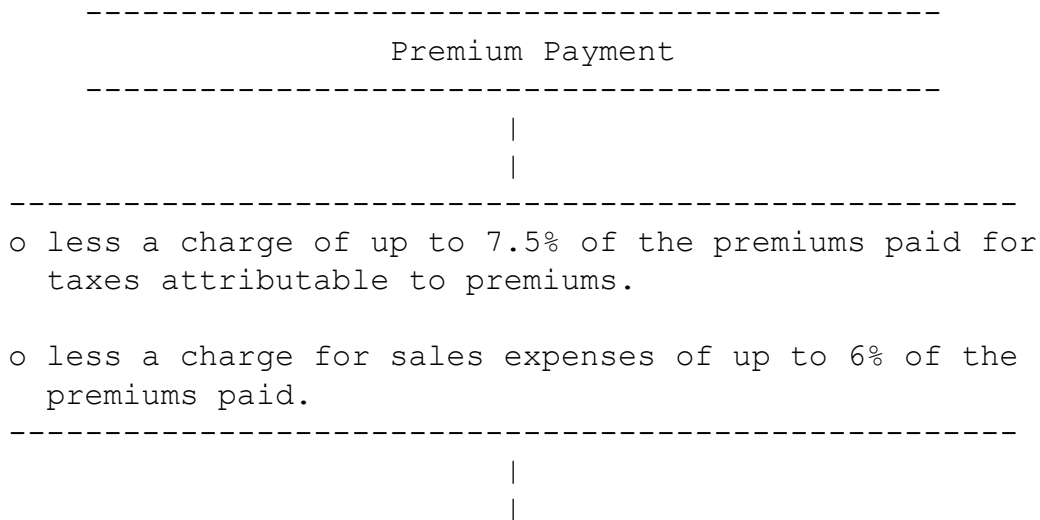 ---------------------------------------------
Premium Payment
---------------------------------------------
|
|
-----------------------------------------------------
o less a charge of up to 7.5% of the premiums paid for
taxes attributable to premiums.
o less a charge for sales expenses of up to 6% of the
premiums paid.
-----------------------------------------------------
|
|